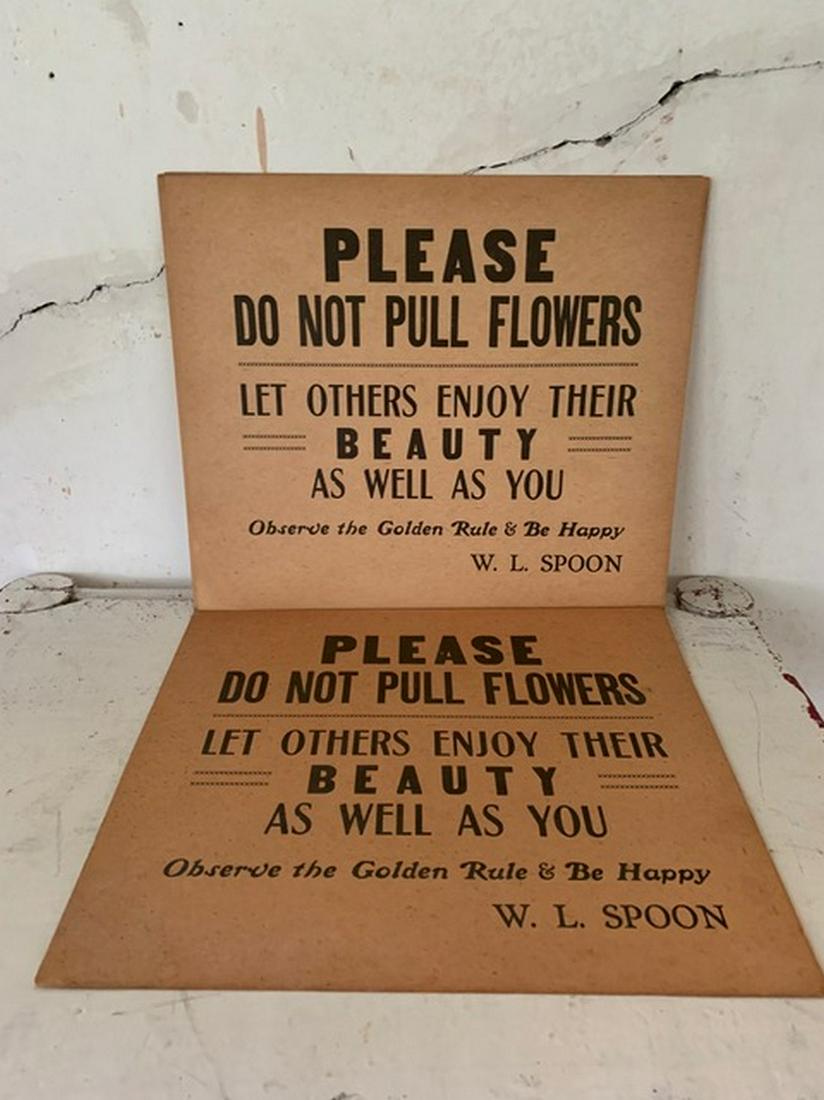 PLEASE
DO NOT PULL FLOWERS
LET OTHERS ENJOY THEIR
BEAUTY
AS WELL AS YOU
Observe the Golden Rule & Be Happy
W. L. SPOON
PLEASE
DO NOT PULL FLOWERS
LET OTHERS ENJOY THEIR
BEAUTY
AS WELL AS YOU
Observe the Golden Rule & Be Happy
W. L. SPOON